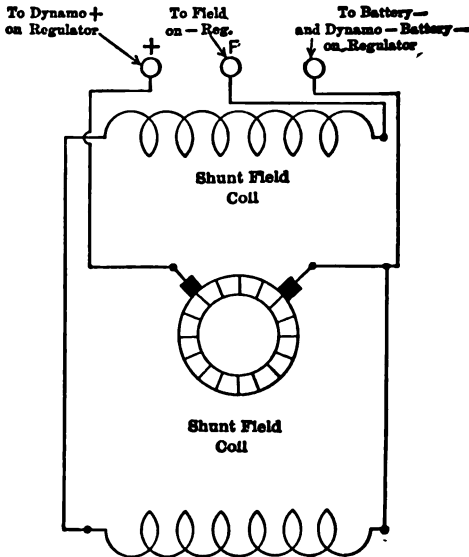 To Dynamo +
on Regulator
To Field
on - Reg.
To Battery-
and Dynamo - Battery-
on Regulator
+
F
Shunt Field
Coil
Shunt Field
Coil